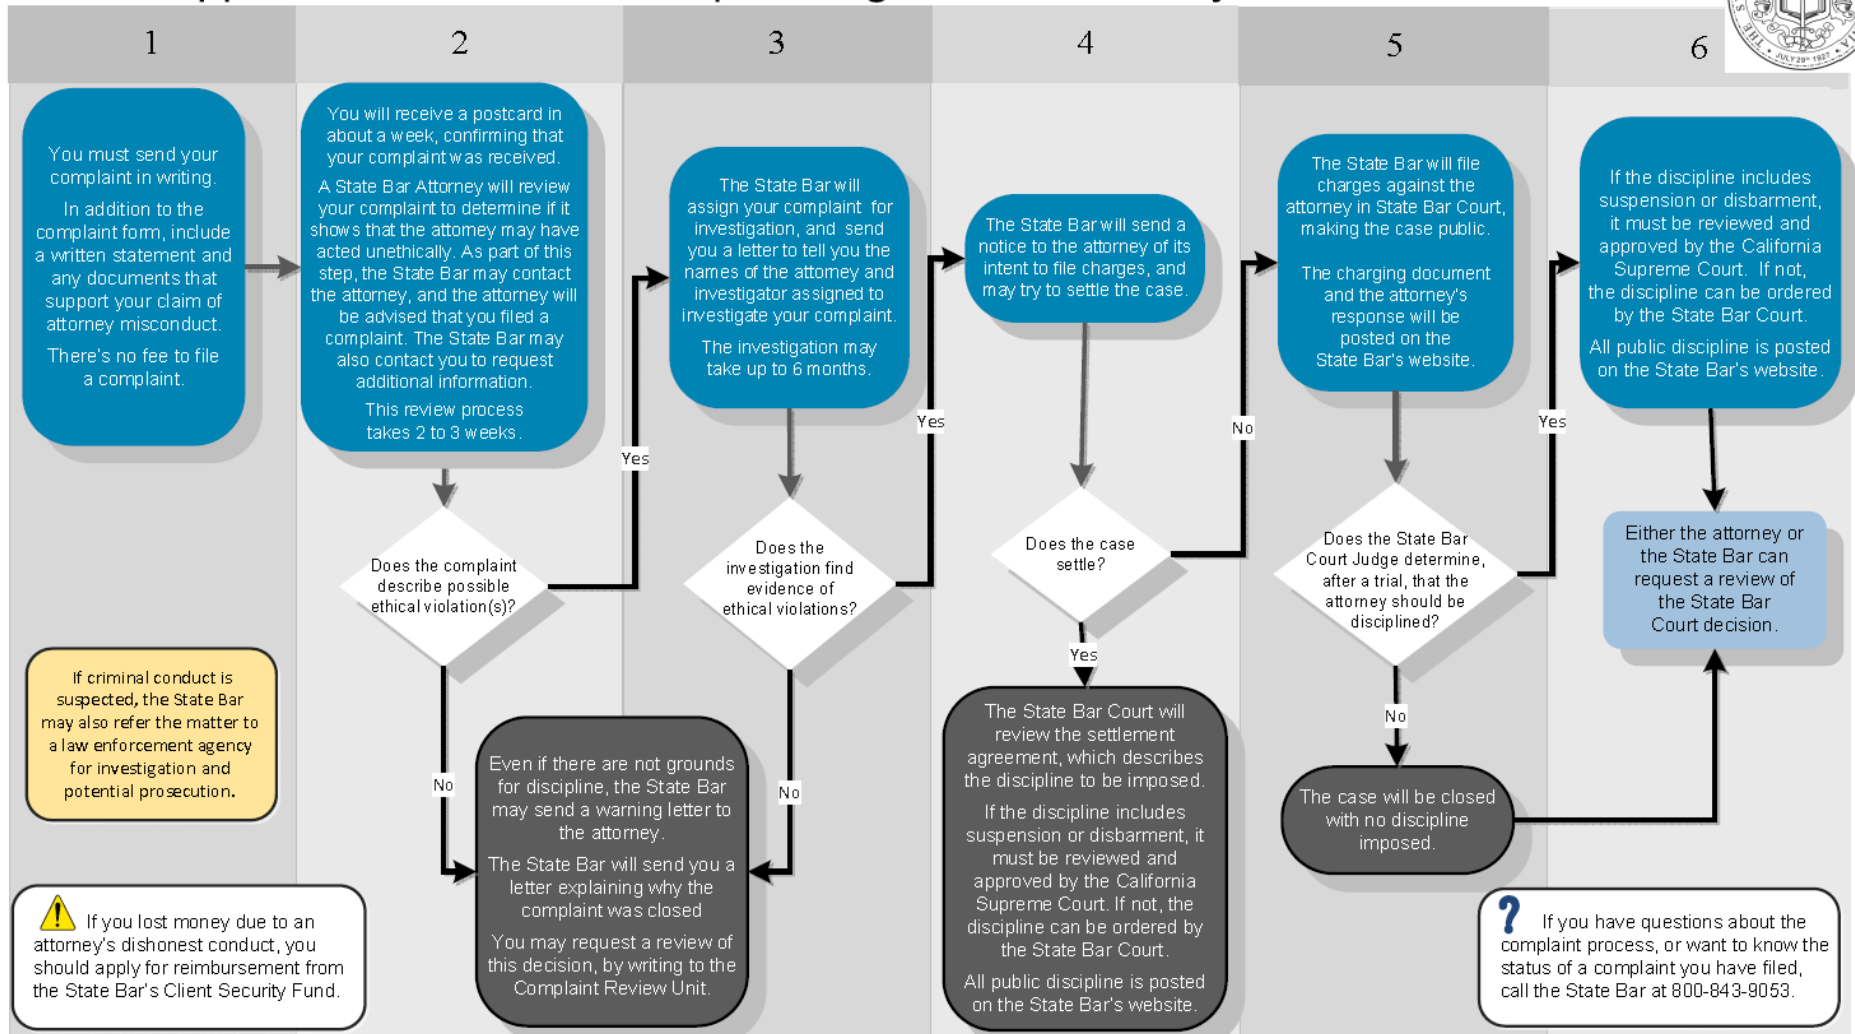 1
2
3
4
5
6
JULY 29th 1927
You must send your
complaint in writing.
In addition to the
complaint form, include
a written statement and
any documents that
support your claim of
attorney misconduct.
There's no fee to file
a complaint.
You will receive a postcard in
about a week, confirming that
your complaint was received.
A State Bar Attorney will review
your complaint to determine if it
shows that the attorney may have
acted unethically. As part of this
step, the State Bar may contact
the attorney, and the attorney will
be advised that you filed a
complaint. The State Bar may
also contact you to request
additional information.
This review process
takes 2 to 3 weeks.
Does the complaint
describe possible
ethical violation(s)?
Yes
No
The State Bar will
assign your complaint for
investigation, and send
you a letter to tell you the
names of the attorney and
investigator assigned to
investigate your complaint.
The investigation may
take up to 6 months.
Does the
investigation find
evidence of
ethical violations?
Yes
No
Even if there are not grounds
for discipline, the State Bar
may send a warning letter to
the attorney.
The State Bar will send you a
letter explaining why the
complaint was closed
You may request a review of
this decision, by writing to the
Complaint Review Unit.
The State Bar will send a
notice to the attorney of its
intent to file charges, and
may try to settle the case.
Does the case
settle?
No
Yes
The State Bar Court will
review the settlement
agreement, which describes
the discipline to be imposed.
If the discipline includes
suspension or disbarment, it
must be reviewed and
approved by the California
Supreme Court. If not, the
discipline can be ordered by
the State Bar Court.
All public discipline is posted
on the State Bar's website.
The State Bar will file
charges against the
attorney in State Bar Court,
making the case public.
The charging document
and the attorney's
response will be
posted on the
State Bar's website.
Does the State Bar
Court Judge determine,
after a trial, that the
attorney should be
disciplined?
Yes
No
The case will be closed
with no discipline
imposed.
If the discipline includes
suspension or disbarment,
it must be reviewed and
approved by the California
Supreme Court. If not,
the discipline can be ordered
by the State Bar Court.
All public discipline is posted
on the State Bar's website.
Either the attorney or
the State Bar can
request a review of
the State Bar
Court decision.
If criminal conduct is
suspected, the State Bar
may also refer the matter to
a law enforcement agency
for investigation and
potential prosecution.
If you lost money due to an
attorney's dishonest conduct, you
should apply for reimbursement from
the State Bar's Client Security Fund.
? If you have questions about the
complaint process, or want to know the
status of a complaint you have filed,
call the State Bar at 800-843-9053.